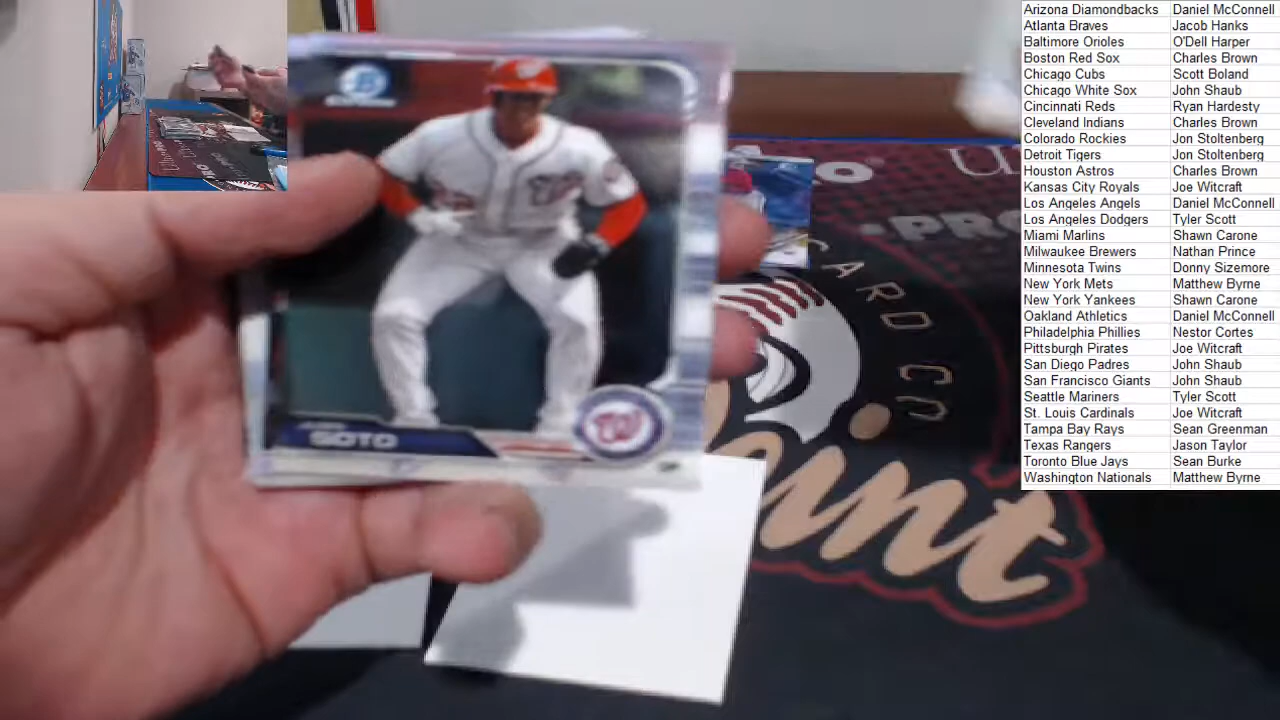 Arizona Diamondbacks Daniel McConnell
Atlanta Braves Jacob Hanks
Baltimore Orioles O'Dell Harper
Boston Red Sox Charles Brown
Chicago Cubs Scott Boland
Chicago White Sox John Shaub
Cincinnati Reds Ryan Hardesty
Cleveland Indians Charles Brown
Colorado Rockies Jon Stoltenberg
Detroit Tigers Jon Stoltenberg
Houston Astros Charles Brown
Kansas City Royals Joe Witcraft
Los Angeles Angels Daniel McConnell
Los Angeles Dodgers Tyler Scott
Miami Marlins Shawn Carone
Milwaukee Brewers Nathan Prince
Minnesota Twins Donny Sizemore
New York Mets Matthew Byrne
New York Yankees Shawn Carone
Oakland Athletics Daniel McConnell
Philadelphia Phillies Nestor Cortes
Pittsburgh Pirates Joe Witcraft
San Diego Padres John Shaub
San Francisco Giants John Shaub
Seattle Mariners Tyler Scott
St. Louis Cardinals Joe Witcraft
Tampa Bay Rays Sean Greenman
Texas Rangers Jason Taylor
Toronto Blue Jays Sean Burke
Washington Nationals Matthew Byrne
SOTO
W
CARD CO